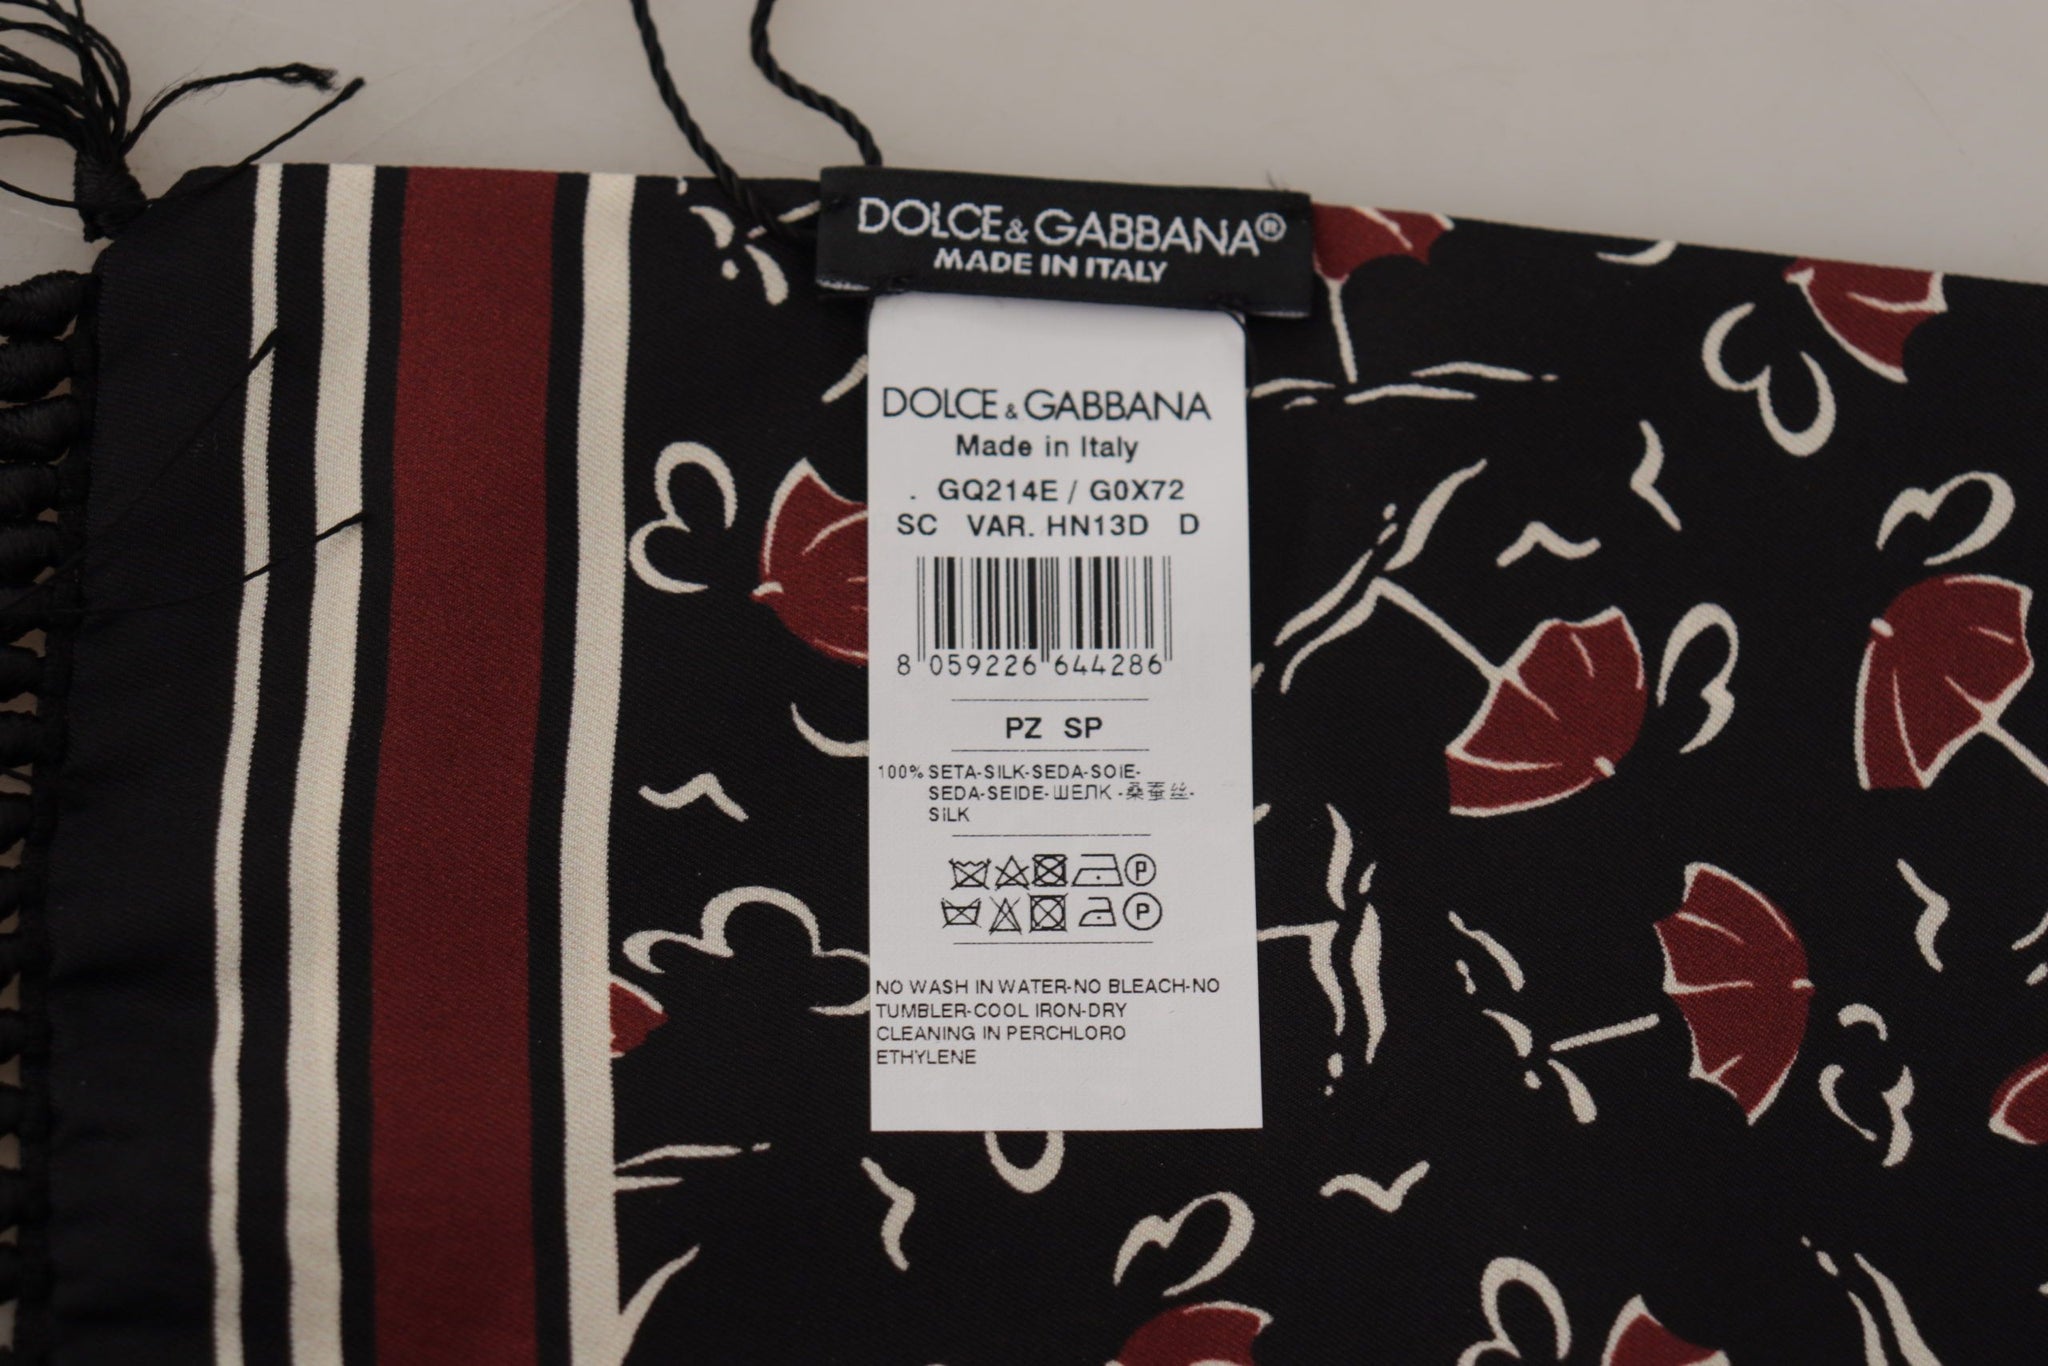 DOLCE&GABBANA®
MADE IN ITALY
DOLCE & GABBANA
Made in Italy
. GQ214E / G0X72
SC VAR. HN13D D
8 059226 644286
PZ SP
100% SETA-SILK-SEDA-SOIE-
SEDA-SEIDE-ШЕЛК -桑蚕丝-
SILK
P
P
NO WASH IN WATER-NO BLEACH-NO
TUMBLER-COOL IRON-DRY
CLEANING IN PERCHLORO
ETHYLENE